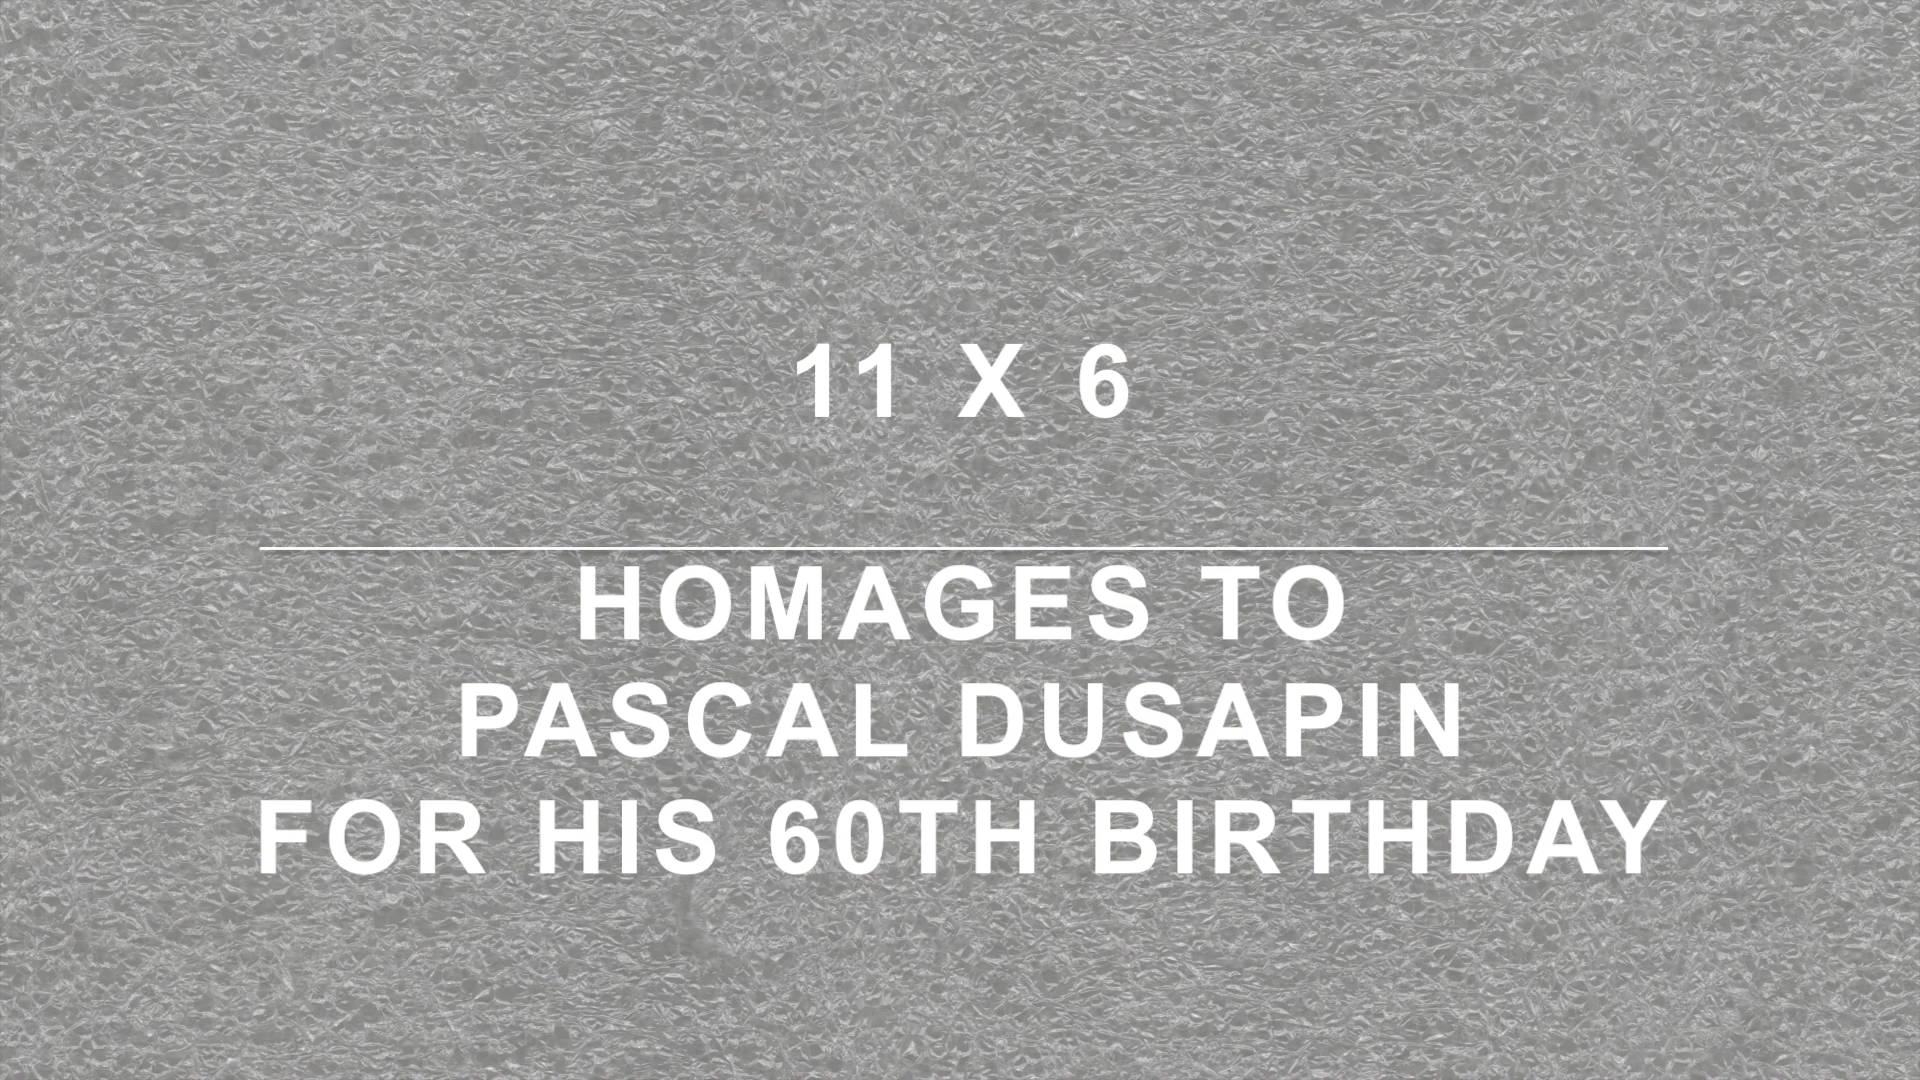 11 X 6
HOMAGES TO
PASCAL DUSAPIN
FOR HIS 60TH BIRTHDAY